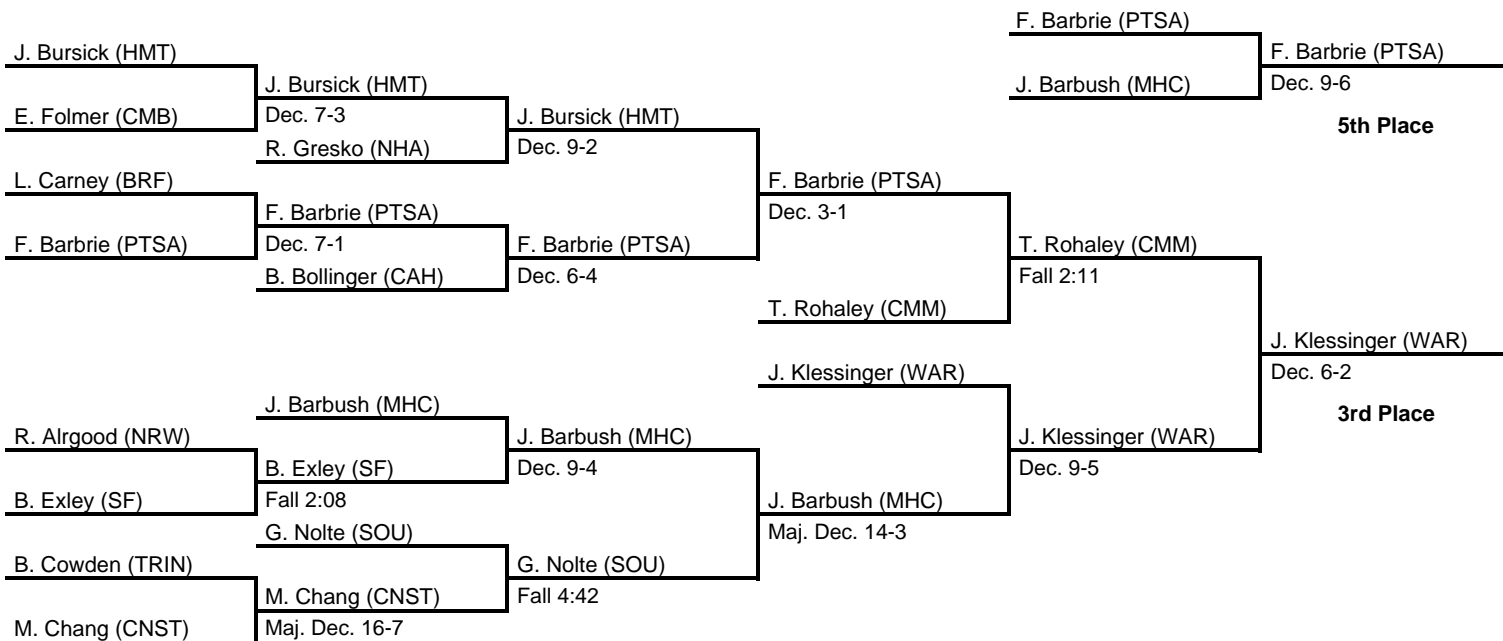 F. Barbrie (PTSA)
J. Bursick (HMT)
F. Barbrie (PTSA)
J. Bursick (HMT)
J. Barbush (MHC)
Dec. 9-6
E. Folmer (CMB)
Dec. 7-3
J. Bursick (HMT)
5th Place
R. Gresko (NHA)
Dec. 9-2
L. Carney (BRF)
F. Barbrie (PTSA)
F. Barbrie (PTSA)
Dec. 3-1
F. Barbrie (PTSA)
Dec. 7-1
F. Barbrie (PTSA)
T. Rohaley (CMM)
B. Bollinger (CAH)
Dec. 6-4
Fall 2:11
T. Rohaley (CMM)
J. Klessinger (WAR)
J. Klessinger (WAR)
Dec. 6-2
J. Barbush (MHC)
3rd Place
R. Alrgood (NRW)
J. Barbush (MHC)
J. Klessinger (WAR)
B. Exley (SF)
Dec. 9-4
Dec. 9-5
B. Exley (SF)
Fall 2:08
J. Barbush (MHC)
G. Nolte (SOU)
Maj. Dec. 14-3
B. Cowden (TRIN)
G. Nolte (SOU)
M. Chang (CNST)
Fall 4:42
M. Chang (CNST)
Maj. Dec. 16-7